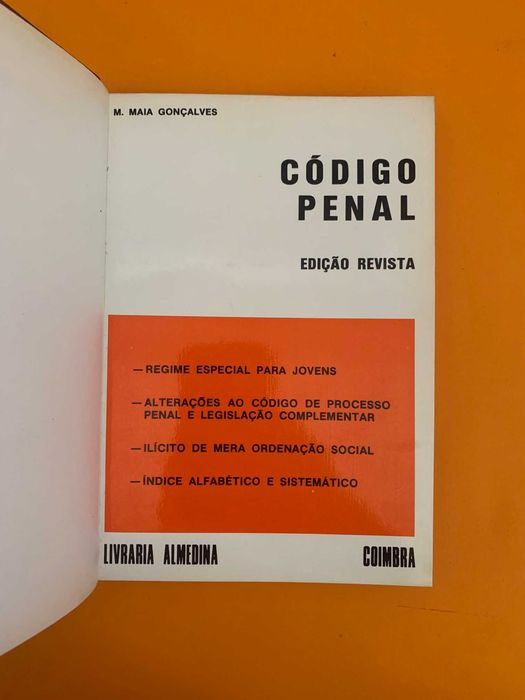 M. MAIA GONÇALVES
CÓDIGO
PENAL
EDIÇÃO REVISTA
—REGIME ESPECIAL PARA JOVENS
—ALTERAÇÕES AO CÓDIGO DE PROCESSO
PENAL E LEGISLAÇÃO COMPLEMENTAR
—ILÍCITO DE MERA ORDENAÇÃO SOCIAL
—ÍNDICE ALFABÉTICO E SISTEMÁTICO
LIVRARIA ALMEDINA COIMBRA